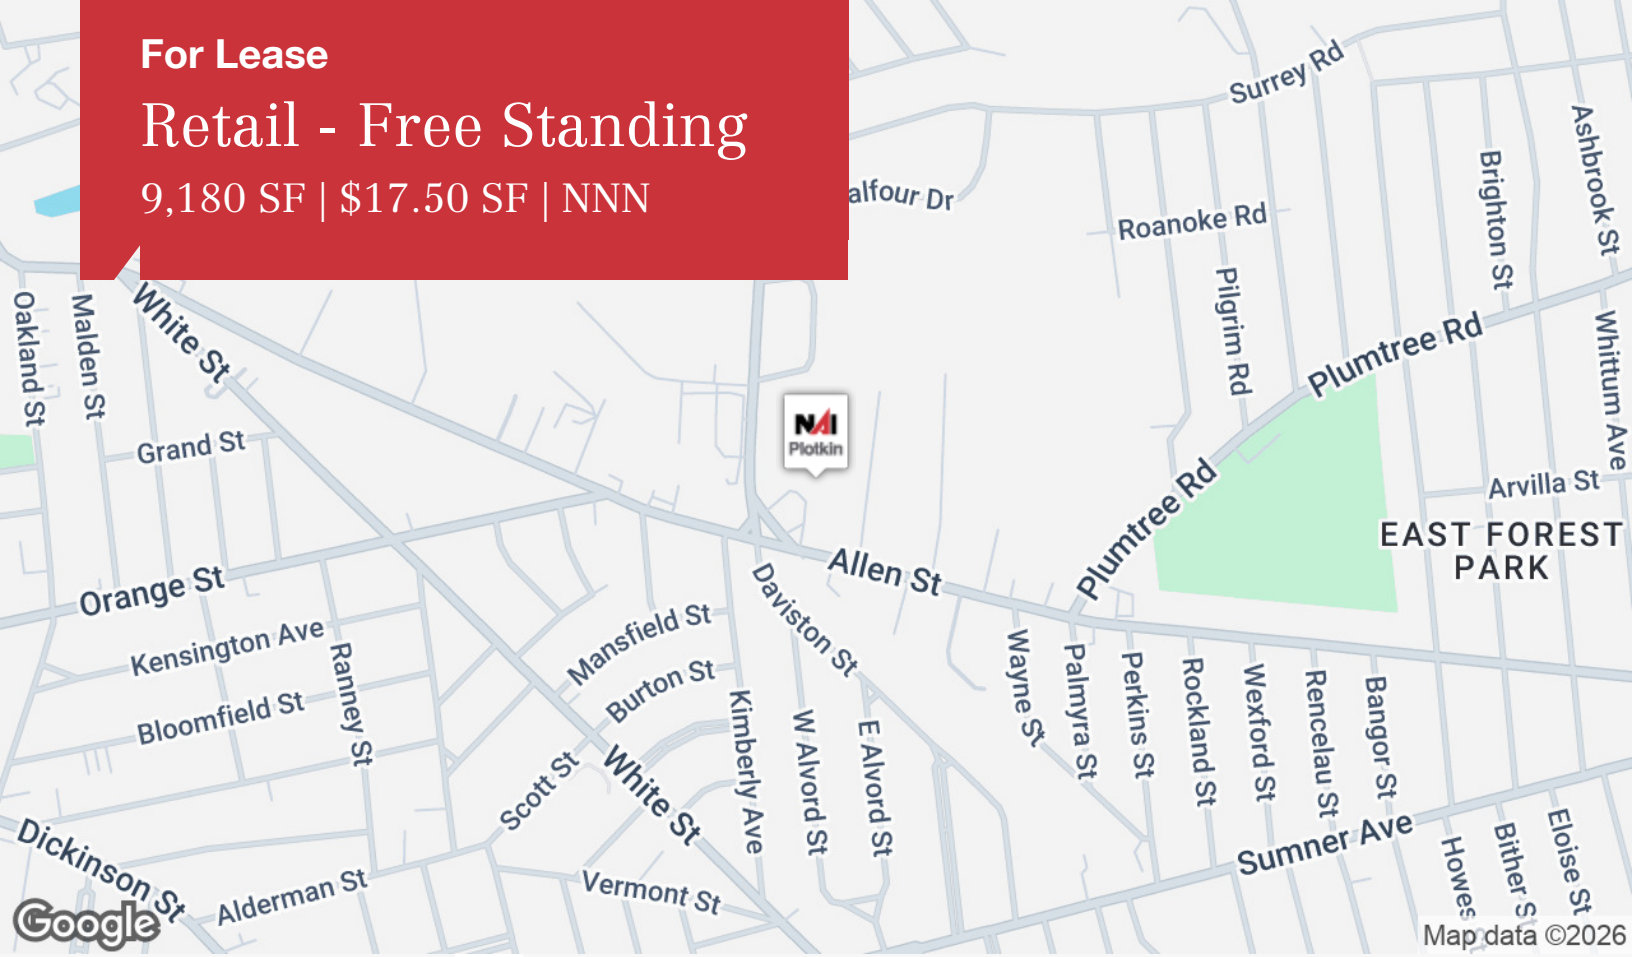 For Lease
Retail - Free Standing
9,180 SF | $17.50 SF | NNN
Surrey Rd
Ashbrook St
Brighton St
alfour Dr
Roanoke Rd
Pilgrim Rd
Plumtree Rd
Whittum Ave
White St
Oakland St
Malden St
Grand St
NAI
Plotkin
Plumtree Rd
Arvilla St
EAST FOREST
PARK
Allen St
Orange St
Daviston St
Kensington Ave
Mansfield St
Ranney St
Burton St
Bloomfield St
Kimberly Ave
W Alvord St
E Alvord St
Wayne St
Palmyra St
Perkins St
Rockland St
Wexford St
Rencelau St
Bangor St
Scott St
White St
Sumner Ave
Howes St
Bither St
Eloise St
Dickinson St
Alderman St
Vermont St
Google
Map data ©2026